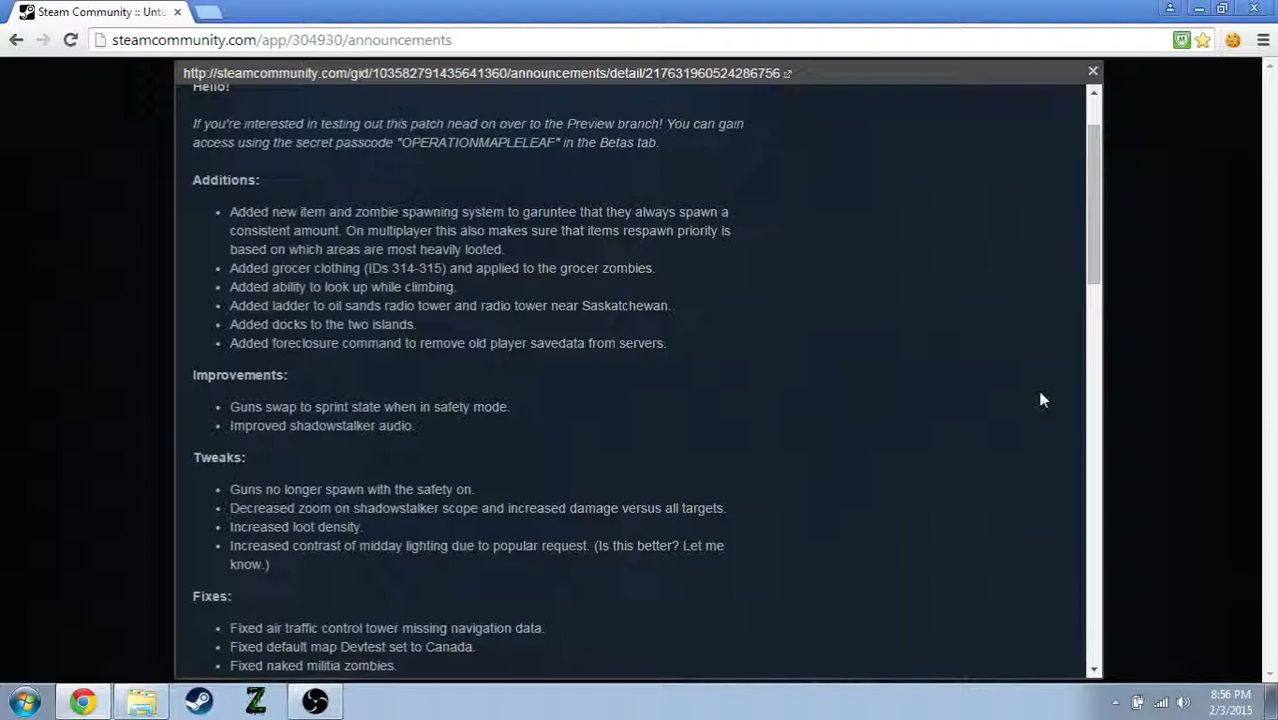 Steam Community :: Untu
steamcommunity.com/app/304930/announcements
http://steamcommunity.com/gid/103582791435641360/announcements/detail/217631960524286756
Hello!
If you're interested in testing out this patch head on over to the Preview branch! You can gain
access using the secret passcode "OPERATIONMAPLELEAF" in the Betas tab.
Additions:
Added new item and zombie spawning system to garuntee that they always spawn a
consistent amount. On multiplayer this also makes sure that items respawn priority is
based on which areas are most heavily looted.
Added grocer clothing (IDs 314-315) and applied to the grocer zombies.
Added ability to look up while climbing.
Added ladder to oil sands radio tower and radio tower near Saskatchewan.
Added docks to the two islands.
Added foreclosure command to remove old player savedata from servers.
Improvements:
Guns swap to sprint state when in safety mode.
Improved shadowstalker audio.
Tweaks:
Guns no longer spawn with the safety on.
Decreased zoom on shadowstalker scope and increased damage versus all targets.
Increased loot density.
Increased contrast of midday lighting due to popular request. (Is this better? Let me
know.)
Fixes:
Fixed air traffic control tower missing navigation data.
Fixed default map Devtest set to Canada.
Fixed naked militia zombies.
8:56 PM
2/3/2015